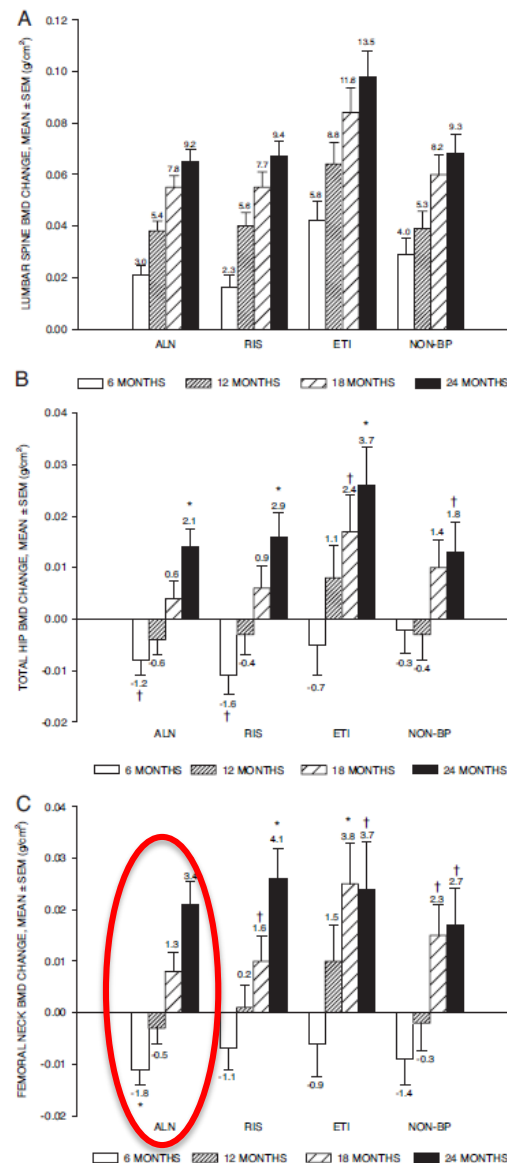 A
LUMBAR SPINE BMD CHANGE, MEAN ± SEM (g/cm²)
0.12
0.10
0.08
0.06
0.04
0.02
0.00
3.0 5.4 7.8 9.2
2.3 5.6 7.7 9.4
5.8 8.8 11.6 13.5
4.0 5.3 8.2 9.3
ALN RIS ETI NON-BP
6 MONTHS 12 MONTHS 18 MONTHS 24 MONTHS
B
TOTAL HIP BMD CHANGE, MEAN ± SEM (g/cm²)
0.04
0.03
0.02
0.01
0.00
-0.01
-0.02
-1.2 † -0.6 0.6 2.1 *
-1.6 † -0.4 0.9 2.9 *
-0.7 1.1 2.4 † 3.7 *
-0.3 -0.4 1.4 1.8 †
ALN RIS ETI NON-BP
6 MONTHS 12 MONTHS 18 MONTHS 24 MONTHS
C
FEMORAL NECK BMD CHANGE, MEAN ± SEM (g/cm²)
0.04
0.03
0.02
0.01
0.00
-0.01
-0.02
-1.8 * -0.5 1.3 3.4
-1.1 0.2 1.6 † 4.1 *
-0.9 1.5 3.8 * 3.7 †
-1.4 -0.3 2.3 † 2.7 †
ALN RIS ETI NON-BP
6 MONTHS 12 MONTHS 18 MONTHS 24 MONTHS